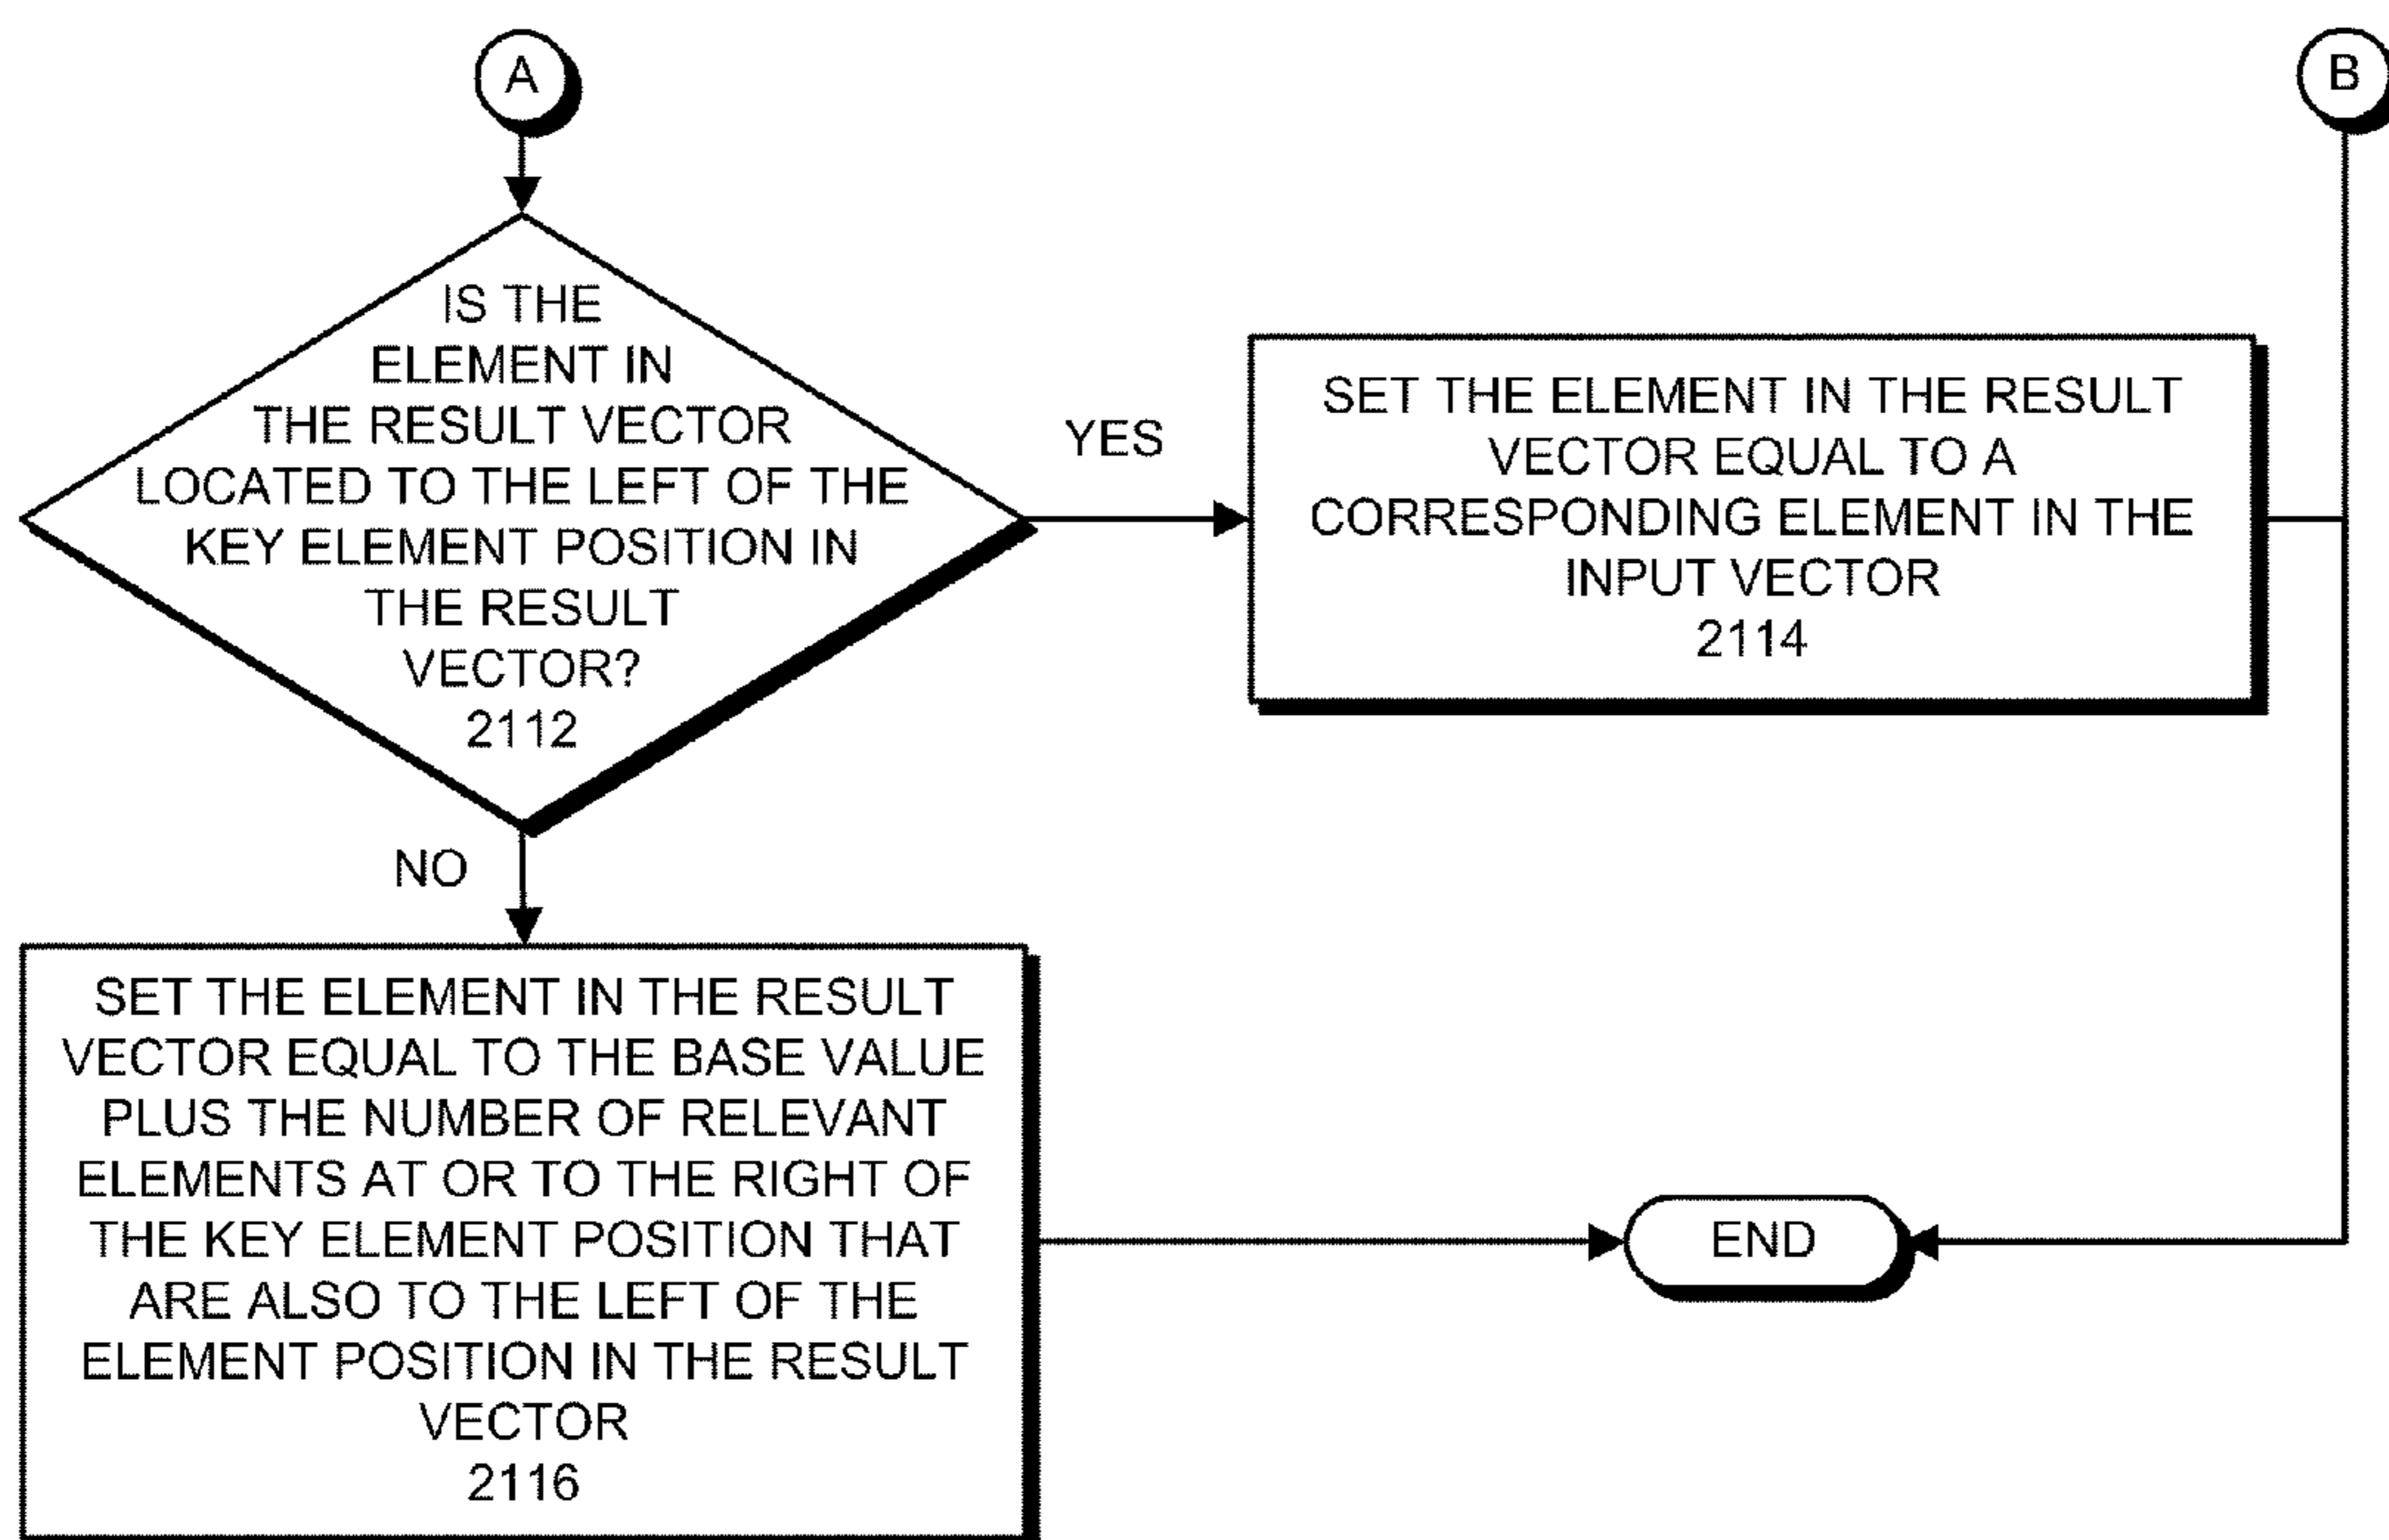 A
B
IS THE
ELEMENT IN
THE RESULT VECTOR
LOCATED TO THE LEFT OF THE
KEY ELEMENT POSITION IN
THE RESULT
VECTOR?
2112
YES
SET THE ELEMENT IN THE RESULT
VECTOR EQUAL TO A
CORRESPONDING ELEMENT IN THE
INPUT VECTOR
2114
NO
SET THE ELEMENT IN THE RESULT
VECTOR EQUAL TO THE BASE VALUE
PLUS THE NUMBER OF RELEVANT
ELEMENTS AT OR TO THE RIGHT OF
THE KEY ELEMENT POSITION THAT
ARE ALSO TO THE LEFT OF THE
ELEMENT POSITION IN THE RESULT
VECTOR
2116
END